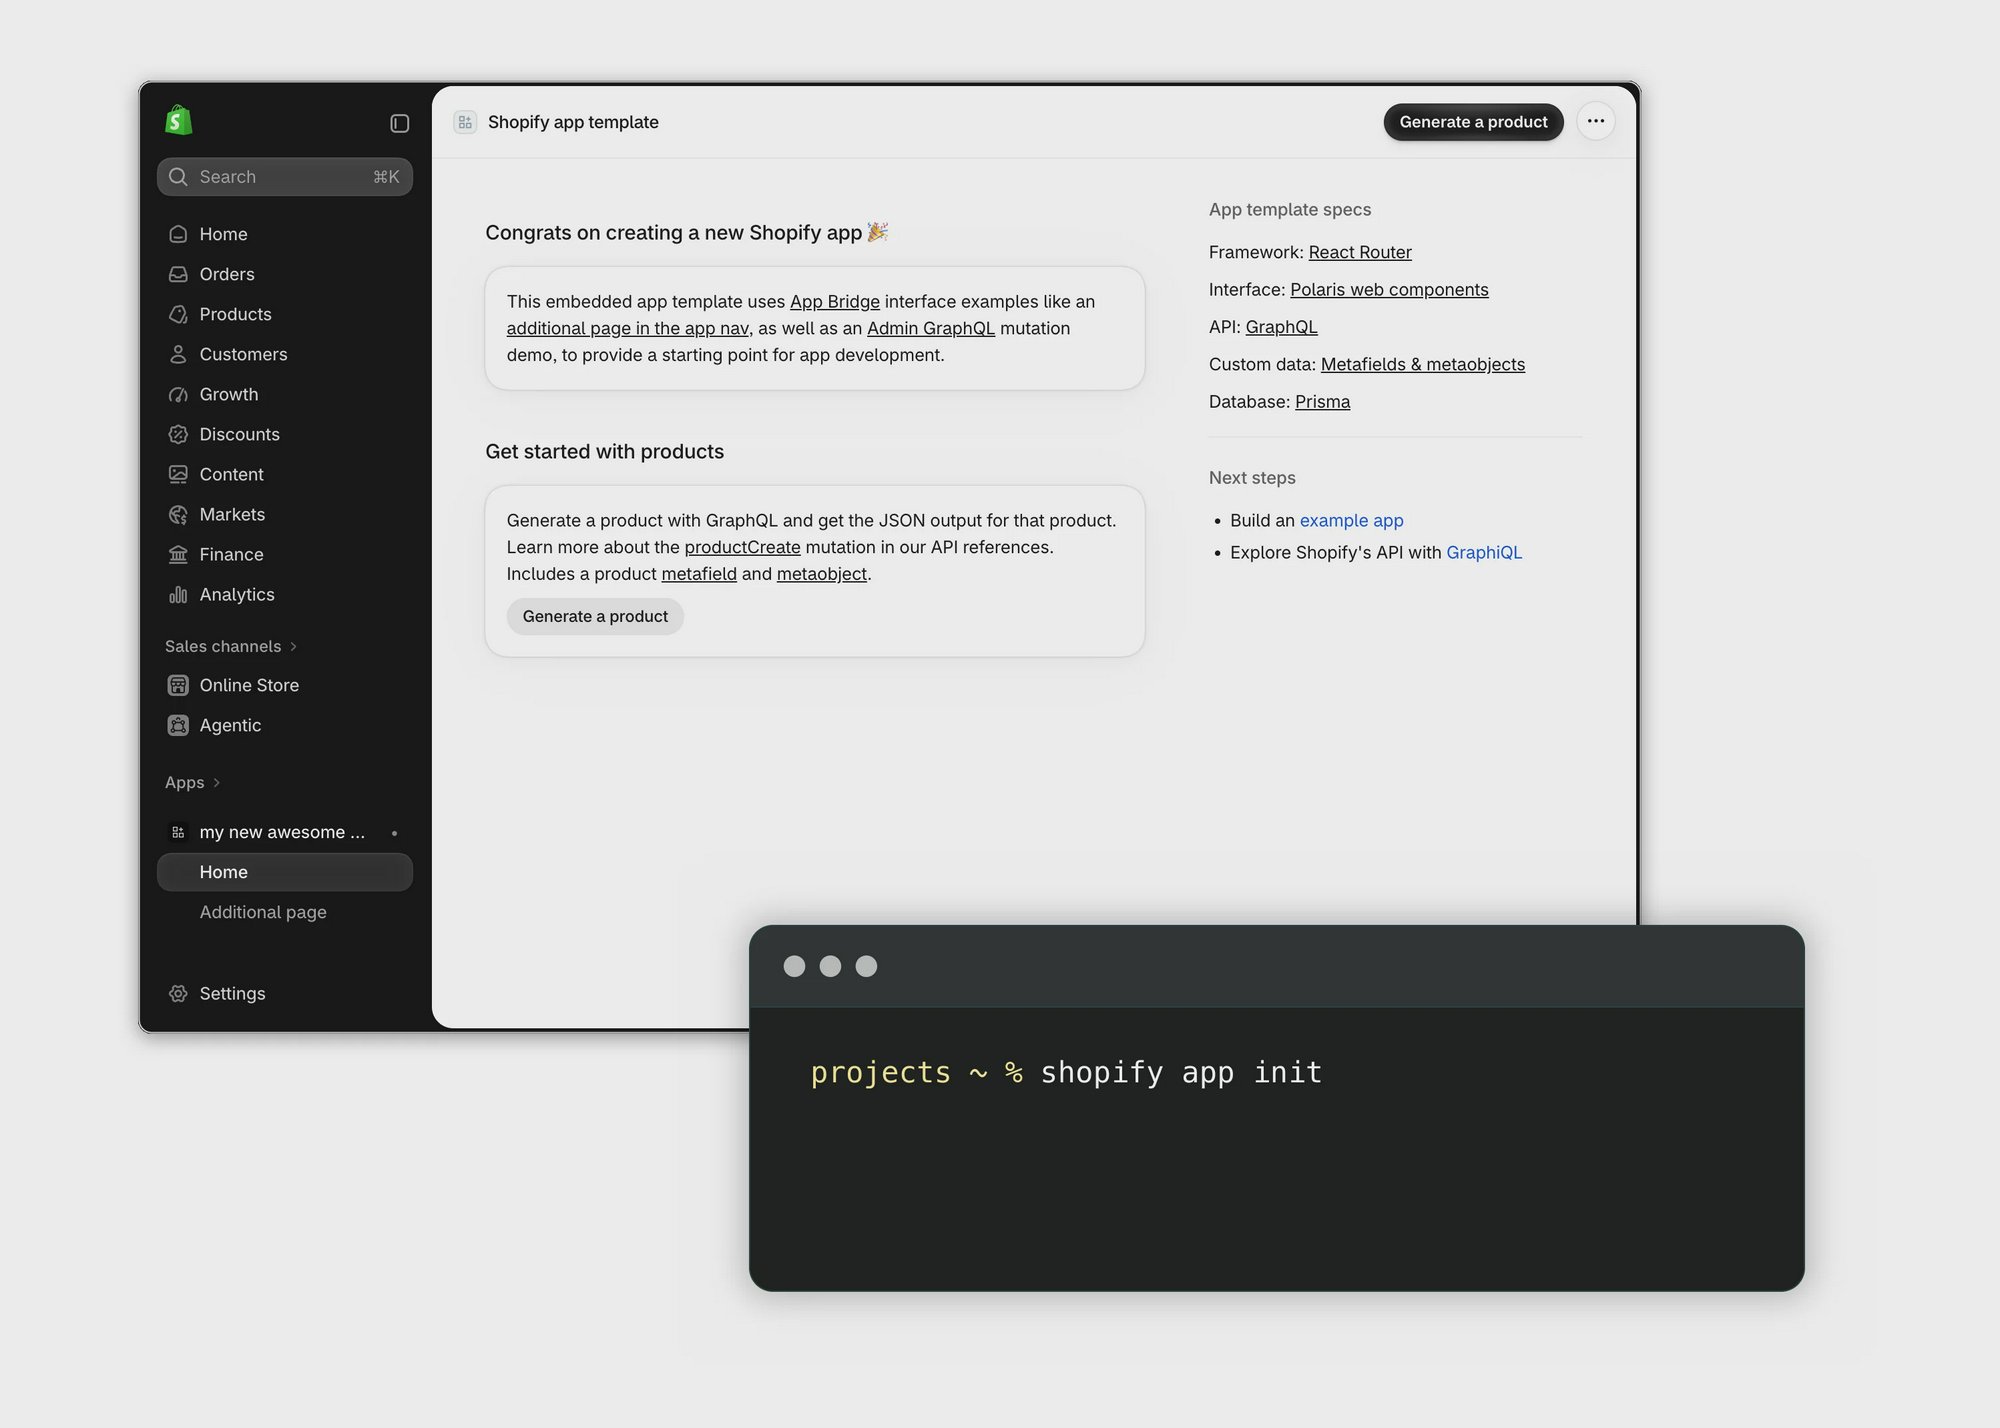 Search ⌘K
Home
Orders
Products
Customers
Growth
Discounts
Content
Markets
Finance
Analytics
Sales channels
Online Store
Agentic
Apps
my new awesome ...
Home
Additional page
Settings
Shopify app template
Generate a product
Congrats on creating a new Shopify app 🎉
This embedded app template uses App Bridge interface examples like an
additional page in the app nav, as well as an Admin GraphQL mutation
demo, to provide a starting point for app development.
Get started with products
Generate a product with GraphQL and get the JSON output for that product.
Learn more about the productCreate mutation in our API references.
Includes a product metafield and metaobject.
Generate a product
App template specs
Framework: React Router
Interface: Polaris web components
API: GraphQL
Custom data: Metafields & metaobjects
Database: Prisma
Next steps
• Build an example app
• Explore Shopify's API with GraphiQL
projects ~ % shopify app init